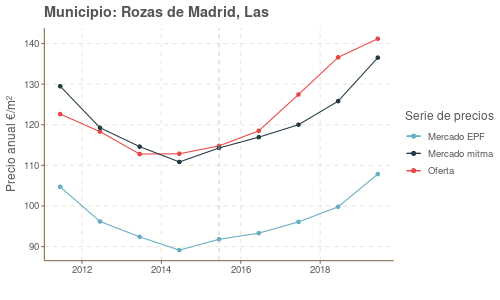 Municipio: Rozas de Madrid, Las
Precio anual €/m²
140
130
120
110
100
90
2012
2014
2016
2018
Serie de precios
Mercado EPF
Mercado mitma
Oferta